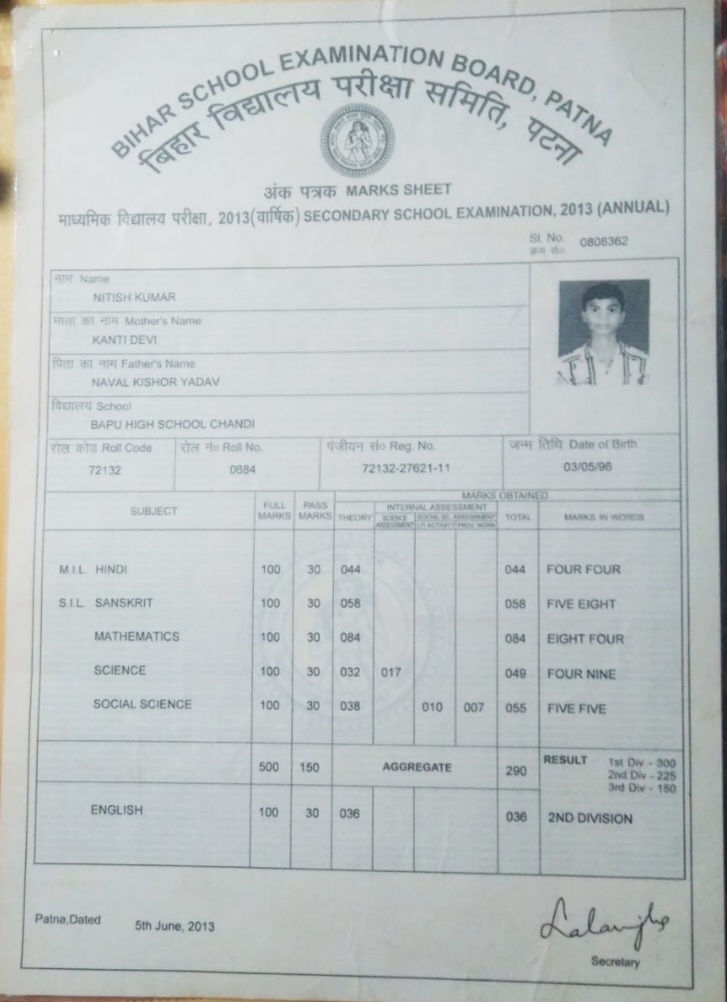 BIHAR SCHOOL EXAMINATION BOARD, PATNA
बिहार विद्यालय परीक्षा समिति, पटना
अंक पत्रक MARKS SHEET
माध्यमिक विद्यालय परीक्षा, 2013(वार्षिक) SECONDARY SCHOOL EXAMINATION, 2013 (ANNUAL)
SL. No. 0806362
क्रम सं०
नाम Name
NITISH KUMAR
माता का नाम Mother's Name
KANTI DEVI
पिता का नाम Father's Name
NAVAL KISHOR YADAV
विद्यालय School
BAPU HIGH SCHOOL CHANDI
रोल कोड Roll Code रोल नं० Roll No. पंजीयन सं० Reg. No. जन्म तिथि Date of Birth
72132 0684 72132-27621-11 03/05/96
MARKS OBTAINED
SUBJECT FULL MARKS PASS MARKS THEORY INTERNAL ASSESSMENT TOTAL MARKS IN WORDS
SCIENCE ASSESSMENT
M.I.L. HINDI 100 30 044 044 FOUR FOUR
S.I.L. SANSKRIT 100 30 058 058 FIVE EIGHT
MATHEMATICS 100 30 084 084 EIGHT FOUR
SCIENCE 100 30 032 017 049 FOUR NINE
SOCIAL SCIENCE 100 30 038 010 007 055 FIVE FIVE
500 150 AGGREGATE 290 RESULT 1st Div - 300
2nd Div - 225
3rd Div - 150
ENGLISH 100 30 036 036 2ND DIVISION
Patna,Dated 5th June, 2013
Secretary